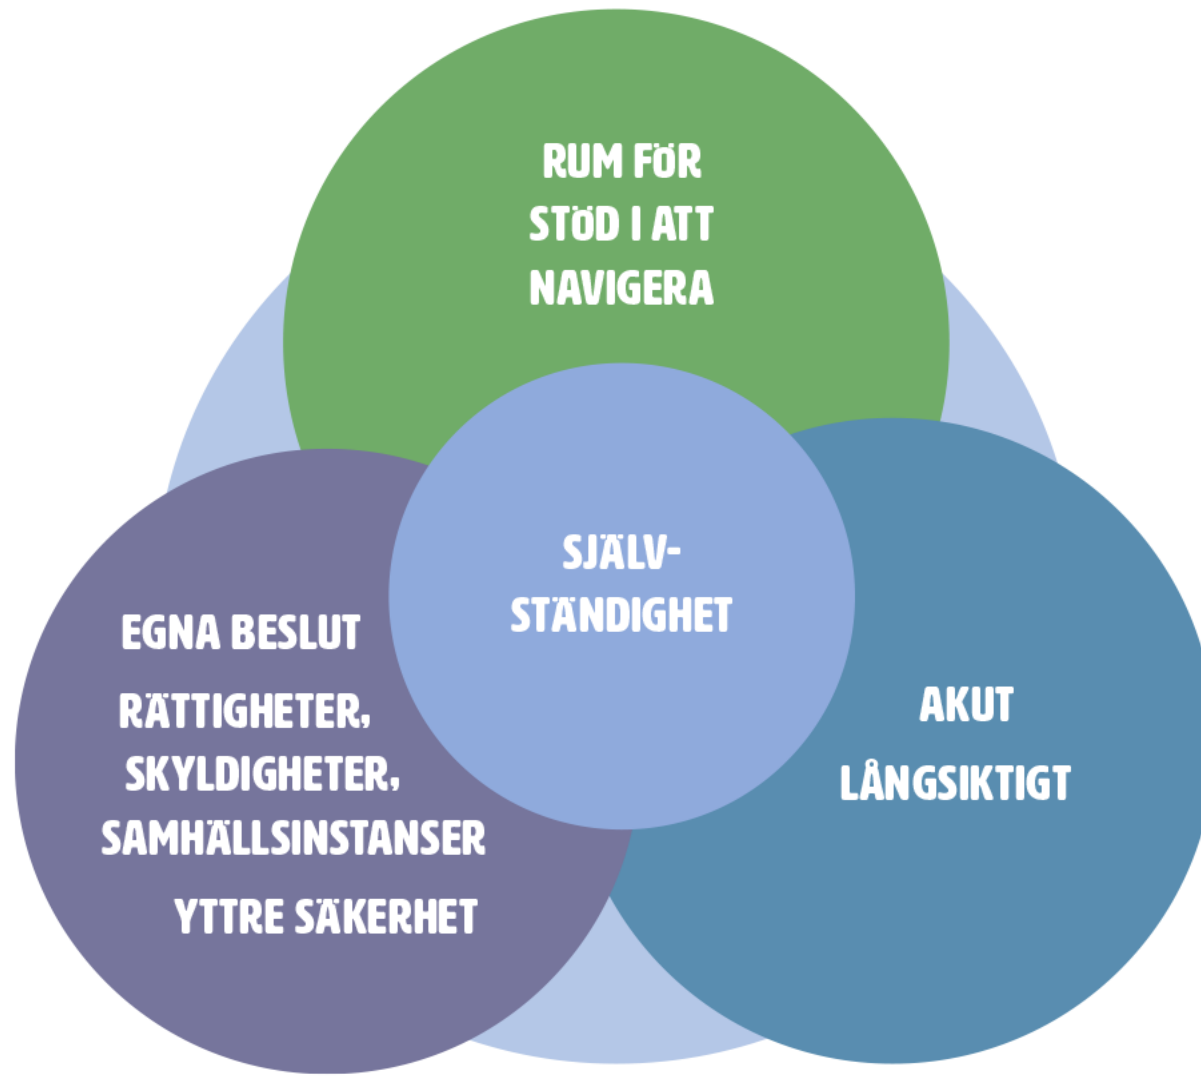 RUM FÖR
STÖD I ATT
NAVIGERA
SJÄLV-
STÄNDIGHET
EGNA BESLUT
RÄTTIGHETER,
SKYLDIGHETER,
SAMHÄLLSINSTANSER
YTTRE SÄKERHET
AKUT
LÅNGSIKTIGT